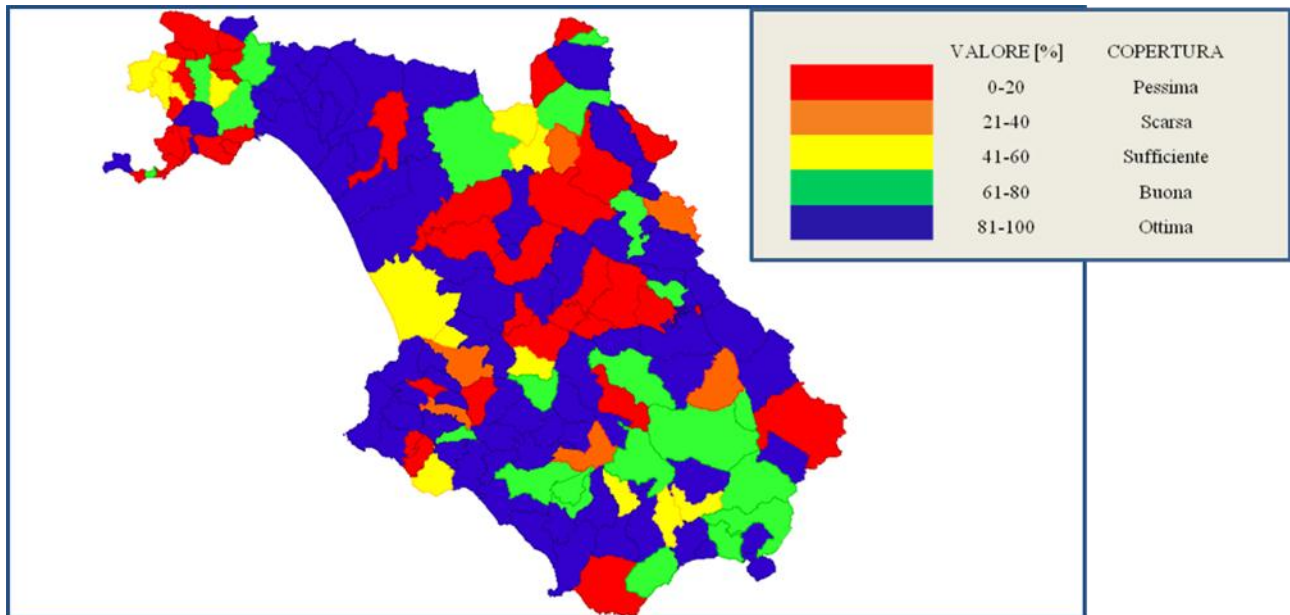 VALORE [%] COPERTURA
0-20 Pessima
21-40 Scarsa
41-60 Sufficiente
61-80 Buona
81-100 Ottima